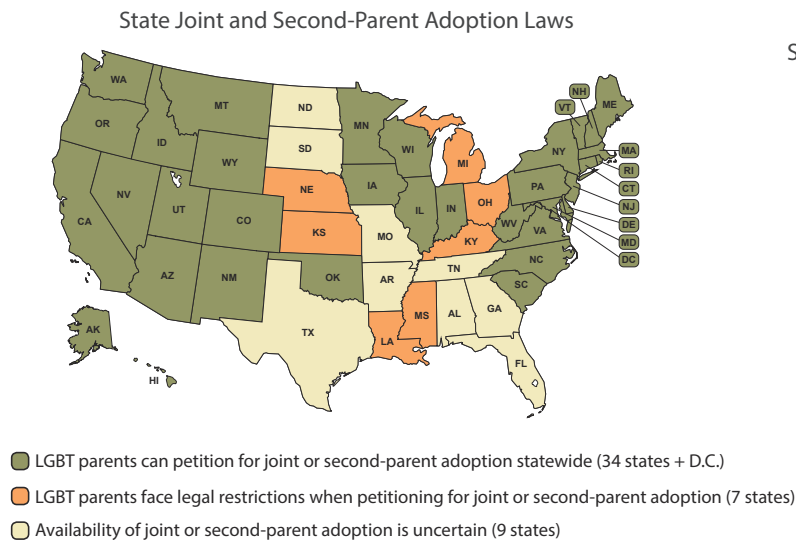 State Joint and Second-Parent Adoption Laws
S
WA
MT
ND
MN
OR
ID
WY
SD
WI
MI
NY
VT
NH
ME
MA
RI
CT
NJ
DE
MD
DC
NV
UT
CO
NE
IA
IL
IN
OH
PA
WV
VA
CA
KS
MO
KY
NC
AZ
NM
OK
AR
TN
SC
TX
LA
MS
AL
GA
FL
AK
HI
LGBT parents can petition for joint or second-parent adoption statewide (34 states + D.C.)
LGBT parents face legal restrictions when petitioning for joint or second-parent adoption (7 states)
Availability of joint or second-parent adoption is uncertain (9 states)